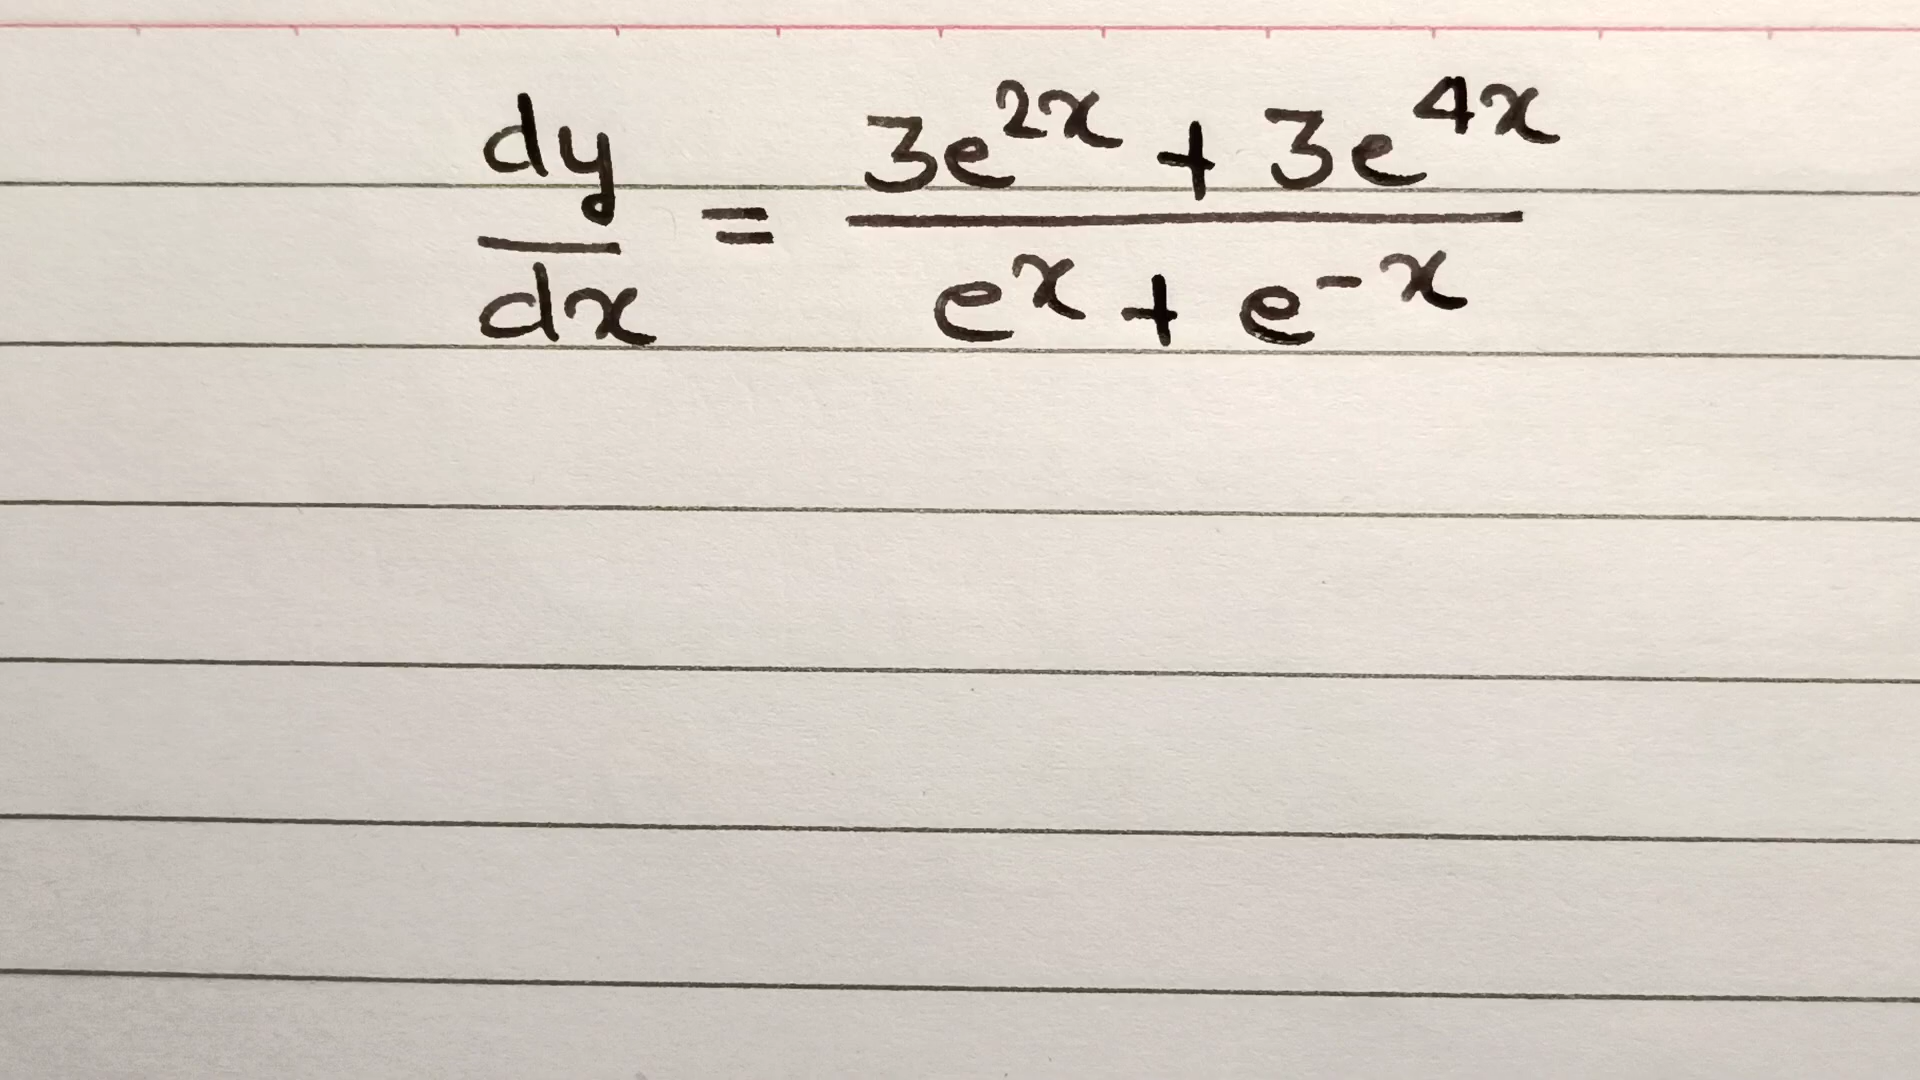 dy/dx = (3e^{2x} + 3e^{4x})/(e^x + e^{-x})